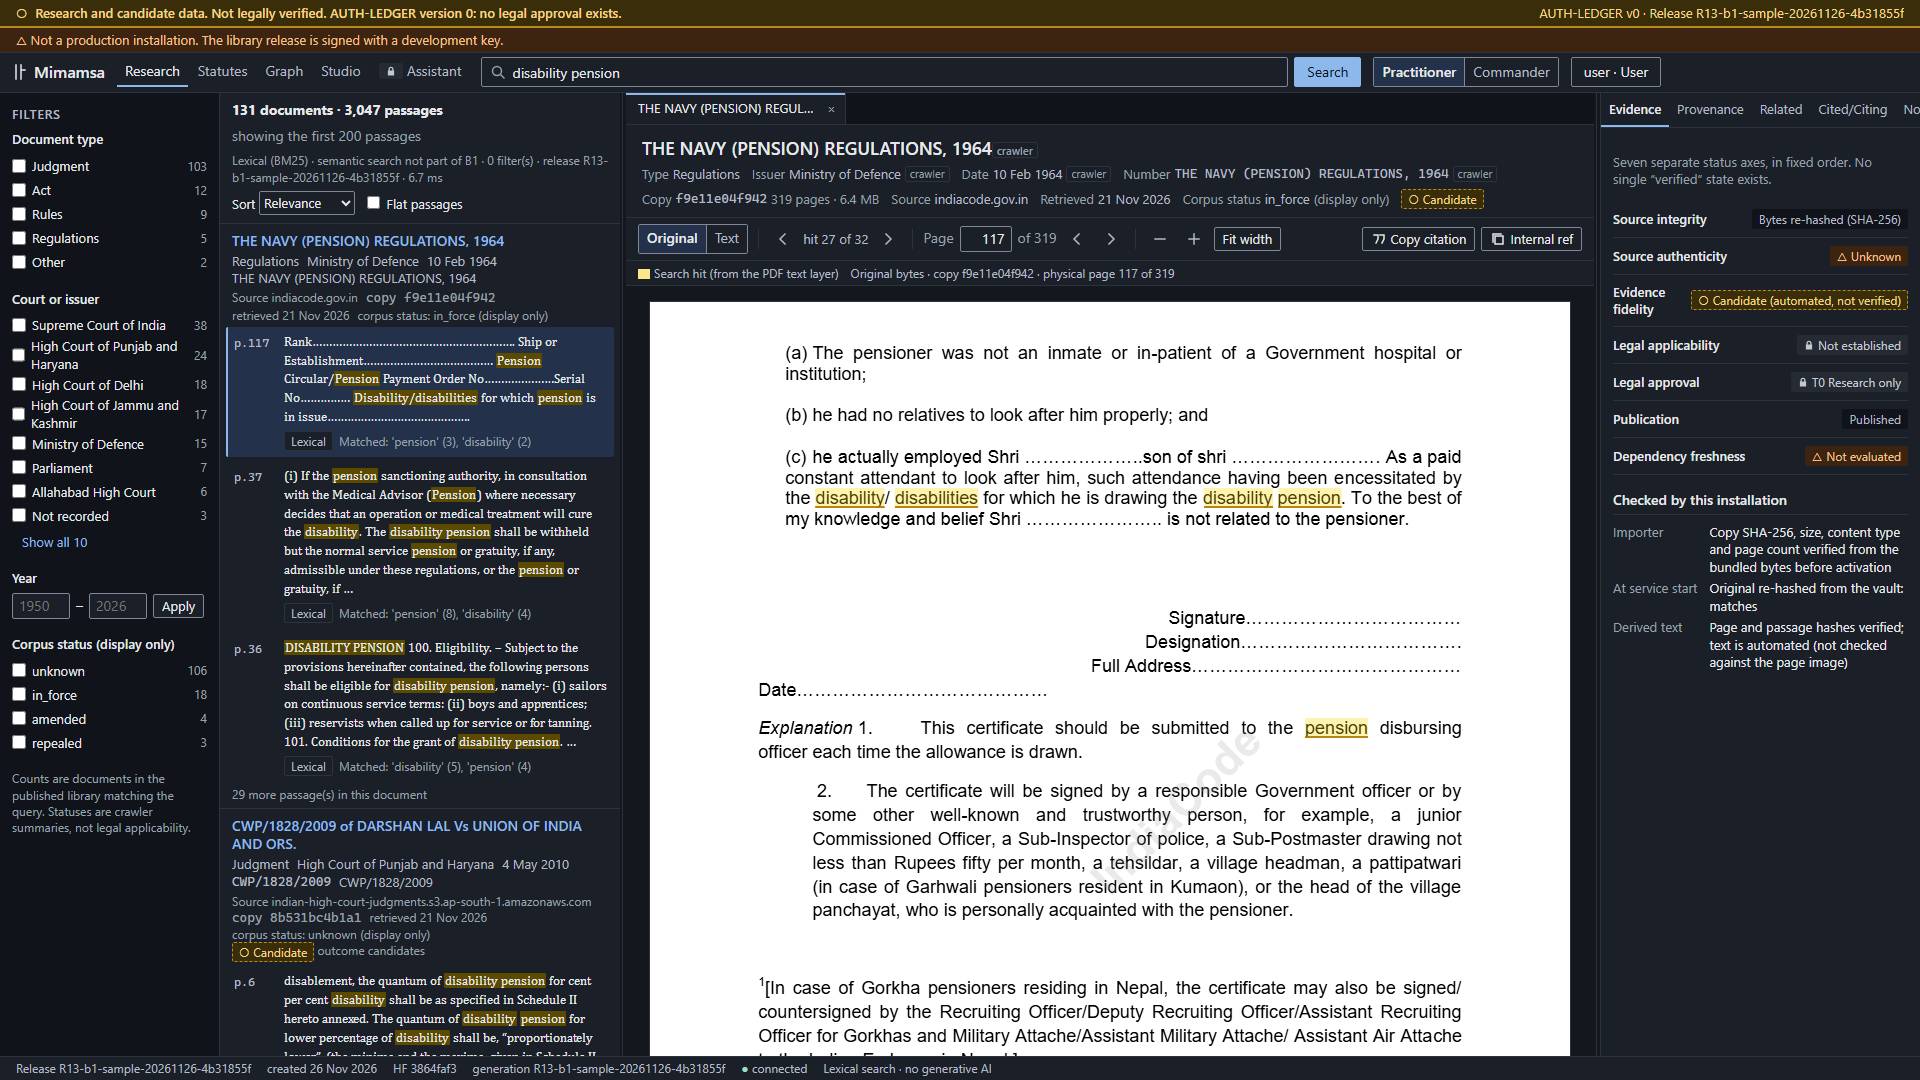 Research and candidate data. Not legally verified. AUTH-LEDGER version 0: no legal approval exists.
AUTH-LEDGER v0 · Release R13-b1-sample-20261126-4b31855f
Not a production installation. The library release is signed with a development key.
Mimamsa
Research
Statutes
Graph
Studio
Assistant
disability pension
Search
Practitioner
Commander
user · User
FILTERS
Document type
Judgment 103
Act 12
Rules 9
Regulations 5
Other 2
Court or issuer
Supreme Court of India 38
High Court of Punjab and
Haryana 24
High Court of Delhi 18
High Court of Jammu and
Kashmir 17
Ministry of Defence 15
Parliament 7
Allahabad High Court 6
Not recorded 3
Show all 10
Year
1950 – 2026 Apply
Corpus status (display only)
unknown 106
in_force 18
amended 4
repealed 3
Counts are documents in the
published library matching the
query. Statuses are crawler
summaries, not legal applicability.
131 documents · 3,047 passages
showing the first 200 passages
Lexical (BM25) · semantic search not part of B1 · 0 filter(s) · release R13-
b1-sample-20261126-4b31855f · 6.7 ms
Sort Relevance Flat passages
THE NAVY (PENSION) REGULATIONS, 1964
Regulations Ministry of Defence 10 Feb 1964
THE NAVY (PENSION) REGULATIONS, 1964
Source indiacode.gov.in copy f9e11e04f942
retrieved 21 Nov 2026 corpus status: in_force (display only)
p.117
Rank.................................................................. Ship or
Establishment.......................................... Pension
Circular/Pension Payment Order No......................Serial
No................ Disability/disabilities for which pension is
in issue.............................................
Lexical Matched: 'pension' (3), 'disability' (2)
p.37
(i) If the pension sanctioning authority, in consultation
with the Medical Advisor (Pension) where necessary
decides that an operation or medical treatment will cure
the disability. The disability pension shall be withheld
but the normal service pension or gratuity, if any,
admissible under these regulations, or the pension or
gratuity, if ...
Lexical Matched: 'pension' (8), 'disability' (4)
p.36
DISABILITY PENSION 100. Eligibility. – Subject to the
provisions hereinafter contained, the following persons
shall be eligible for disability pension, namely:- (i) sailors
on continuous service terms: (ii) boys and apprentices;
(iii) reservists when called up for service or for tanning.
101. Conditions for the grant of disability pension. ...
Lexical Matched: 'disability' (5), 'pension' (4)
29 more passage(s) in this document
CWP/1828/2009 of DARSHAN LAL Vs UNION OF INDIA
AND ORS.
Judgment High Court of Punjab and Haryana 4 May 2010
CWP/1828/2009 CWP/1828/2009
Source indian-high-court-judgments.s3.ap-south-1.amazonaws.com
copy 8b531bc4b1a1 retrieved 21 Nov 2026
corpus status: unknown (display only)
Candidate outcome candidates
p.6
disablement, the quantum of disability pension for cent
per cent disability shall be as specified in Schedule II
hereto annexed. The quantum of disability pension for
lower percentage of disability shall be, "proportionately
THE NAVY (PENSION) REGUL... ×
THE NAVY (PENSION) REGULATIONS, 1964 crawler
Type Regulations Issuer Ministry of Defence crawler Date 10 Feb 1964 crawler Number THE NAVY (PENSION) REGULATIONS, 1964 crawler
Copy f9e11e04f942 319 pages · 6.4 MB Source indiacode.gov.in Retrieved 21 Nov 2026 Corpus status in_force (display only) Candidate
Original Text hit 27 of 32 Page 117 of 319 Fit width Copy citation Internal ref
Search hit (from the PDF text layer) Original bytes · copy f9e11e04f942 · physical page 117 of 319
(a) The pensioner was not an inmate or in-patient of a Government hospital or
institution;
(b) he had no relatives to look after him properly; and
(c) he actually employed Shri ………………..son of shri …………………. As a paid
constant attendant to look after him, such attendance having been encessitated by
the disability/ disabilities for which he is drawing the disability pension. To the best of
my knowledge and belief Shri ………………….. is not related to the pensioner.
Signature………………………………
Designation………………………………
Full Address………………………………………
Date……………………………………
Explanation 1. This certificate should be submitted to the pension disbursing
officer each time the allowance is drawn.
2. The certificate will be signed by a responsible Government officer or by
some other well-known and trustworthy person, for example, a junior
Commissioned Officer, a Sub-Inspector of police, a Sub-Postmaster drawing not
less than Rupees fifty per month, a tehsildar, a village headman, a pattipatwari
(in case of Garhwali pensioners resident in Kumaon), or the head of the village
panchayat, who is personally acquainted with the pensioner.
IndiaCode
1[In case of Gorkha pensioners residing in Nepal, the certificate may also be signed/
countersigned by the Recruiting Officer/Deputy Recruiting Officer/Assistant Recruiting
Officer for Gorkhas and Military Attache/Assistant Military Attache/ Assistant Air Attache
Evidence Provenance Related Cited/Citing No
Seven separate status axes, in fixed order. No
single "verified" state exists.
Source integrity Bytes re-hashed (SHA-256)
Source authenticity Unknown
Evidence
fidelity Candidate (automated, not verified)
Legal applicability Not established
Legal approval T0 Research only
Publication Published
Dependency freshness Not evaluated
Checked by this installation
Importer Copy SHA-256, size, content type
and page count verified from the
bundled bytes before activation
At service start Original re-hashed from the vault:
matches
Derived text Page and passage hashes verified;
text is automated (not checked
against the page image)
Release R13-b1-sample-20261126-4b31855f created 26 Nov 2026 HF 3864faf3 generation R13-b1-sample-20261126-4b31855f connected Lexical search · no generative AI